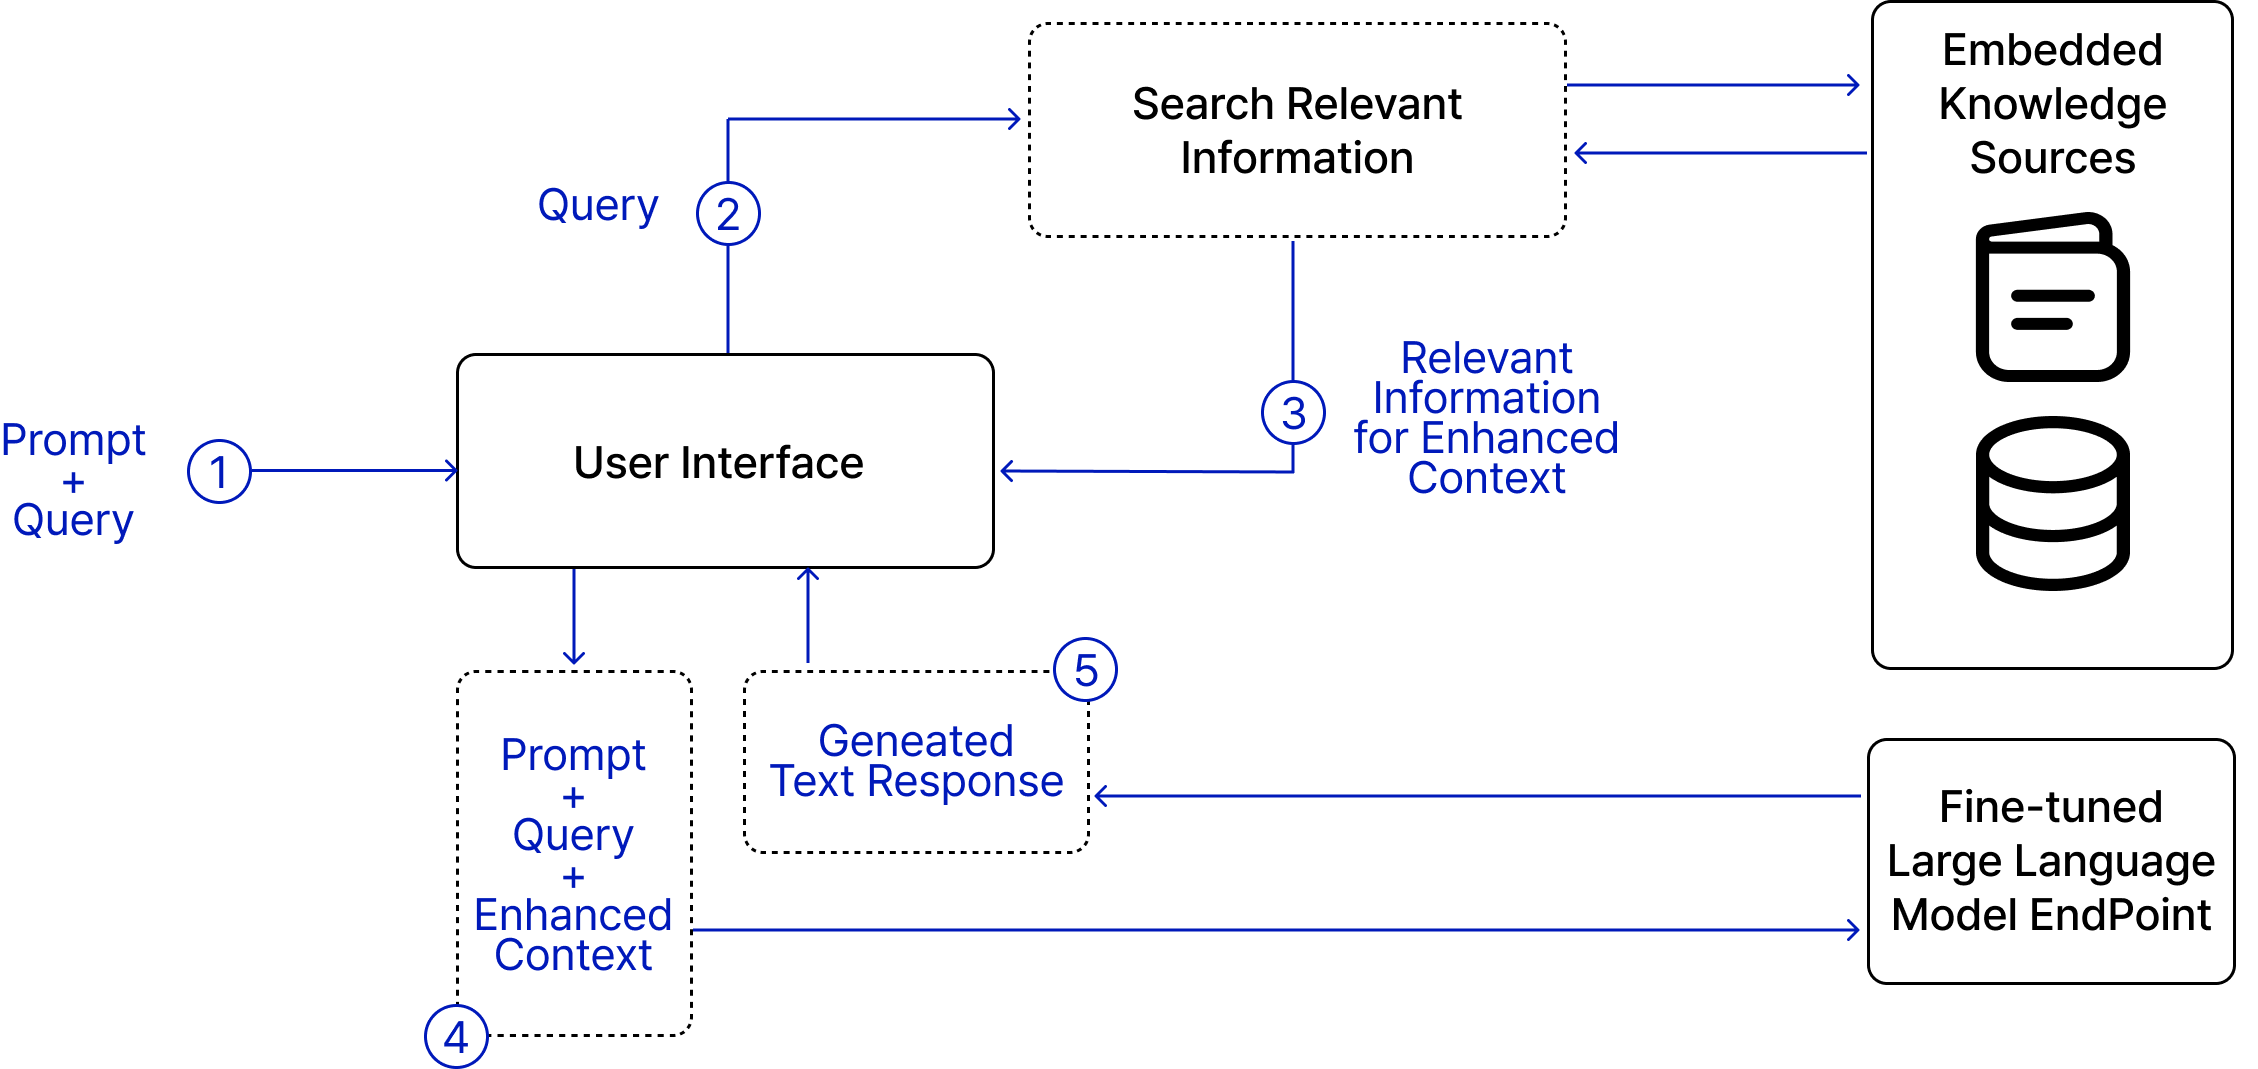 Embedded
Knowledge
Sources
Search Relevant
Information
Query
2
Relevant
Information
for Enhanced
Context
3
Prompt
+
Query
1
User Interface
5
Geneated
Text Response
Prompt
+
Query
+
Enhanced
Context
4
Fine-tuned
Large Language
Model EndPoint